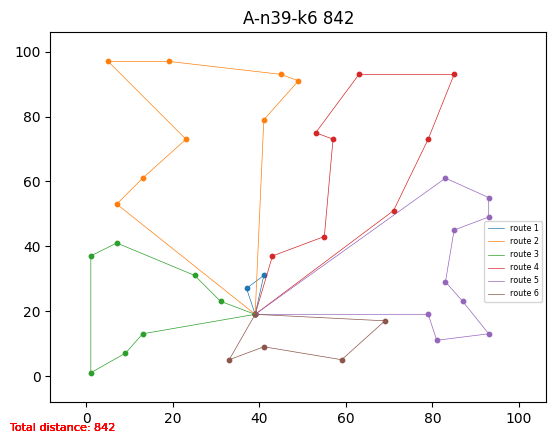 A-n39-k6 842
100
80
60
40
20
0
route 1
route 2
route 3
route 4
route 5
route 6
0 20 40 60 80 100
Total distance: 842